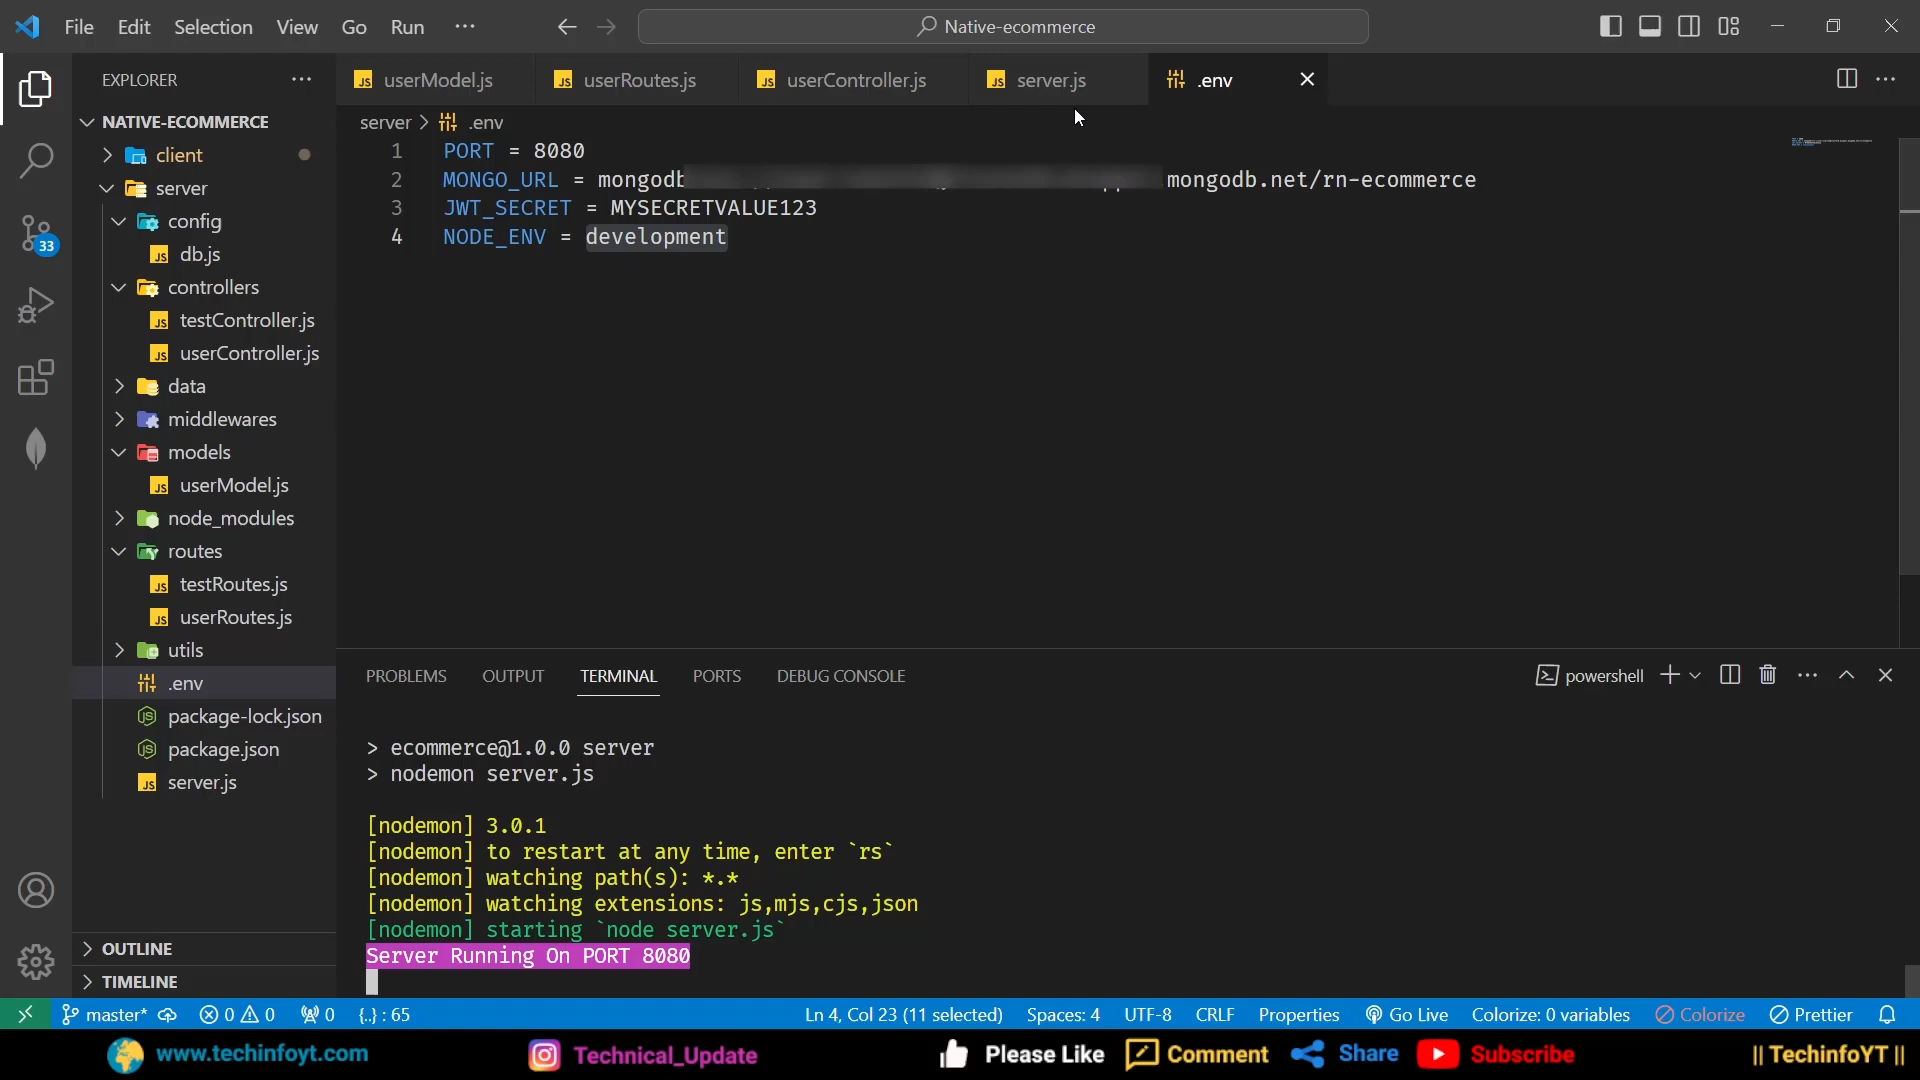 File Edit Selection View Go Run ··· Native-ecommerce
EXPLORER ···
userModel.js userRoutes.js userController.js server.js .env
NATIVE-ECOMMERCE
server > .env
client
server
config
db.js
controllers
testController.js
userController.js
data
middlewares
models
userModel.js
node_modules
routes
testRoutes.js
userRoutes.js
utils
.env
package-lock.json
package.json
server.js
OUTLINE
TIMELINE
33
1 PORT = 8080
2 MONGO_URL = mongodb mongodb.net/rn-ecommerce
3 JWT_SECRET = MYSECRETVALUE123
4 NODE_ENV = development
PROBLEMS OUTPUT TERMINAL PORTS DEBUG CONSOLE powershell
> ecommerce@1.0.0 server
> nodemon server.js
[nodemon] 3.0.1
[nodemon] to restart at any time, enter `rs`
[nodemon] watching path(s): *.*
[nodemon] watching extensions: js,mjs,cjs,json
[nodemon] starting `node server.js`
Server Running On PORT 8080
master* 0 0 0 {..} : 65 Ln 4, Col 23 (11 selected) Spaces: 4 UTF-8 CRLF Properties Go Live Colorize: 0 variables Colorize Prettier
www.techinfoyt.com Technical_Update Please Like Comment Share Subscribe || TechinfoYT ||